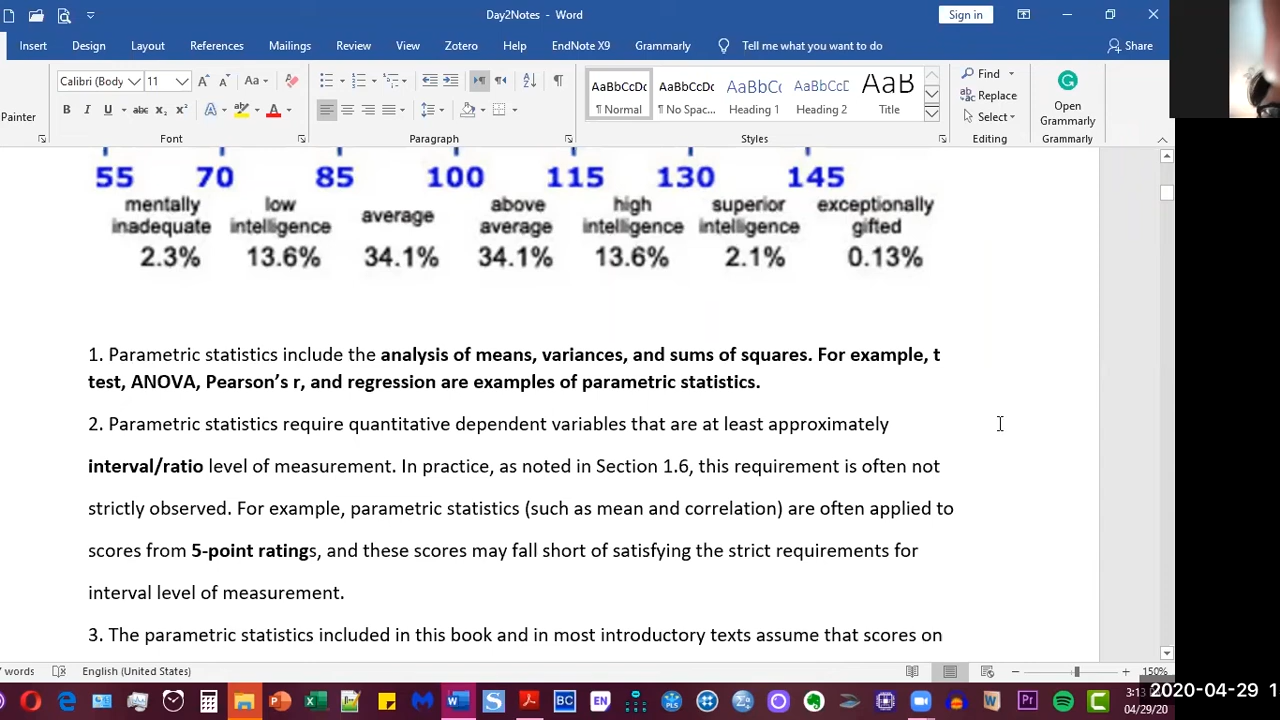 Day2Notes - Word
Sign in
Insert Design Layout References Mailings Review View Zotero Help EndNote X9 Grammarly Tell me what you want to do Share
Calibri (Body) 11
Painter
Font
Paragraph
AaBbCcDc AaBbCcDc AaBbCc AaBbCcD AaB
¶ Normal ¶ No Spac... Heading 1 Heading 2 Title
Styles
Find
Replace
Select
Editing
Open
Grammarly
Grammarly
55 70 85 100 115 130 145
mentally inadequate low intelligence average above average high intelligence superior intelligence exceptionally gifted
2.3% 13.6% 34.1% 34.1% 13.6% 2.1% 0.13%
1. Parametric statistics include the analysis of means, variances, and sums of squares. For example, t
test, ANOVA, Pearson’s r, and regression are examples of parametric statistics.
2. Parametric statistics require quantitative dependent variables that are at least approximately
interval/ratio level of measurement. In practice, as noted in Section 1.6, this requirement is often not
strictly observed. For example, parametric statistics (such as mean and correlation) are often applied to
scores from 5-point ratings, and these scores may fall short of satisfying the strict requirements for
interval level of measurement.
3. The parametric statistics included in this book and in most introductory texts assume that scores on
words English (United States) 150%
3:13
04/29/20
2020-04-29 1